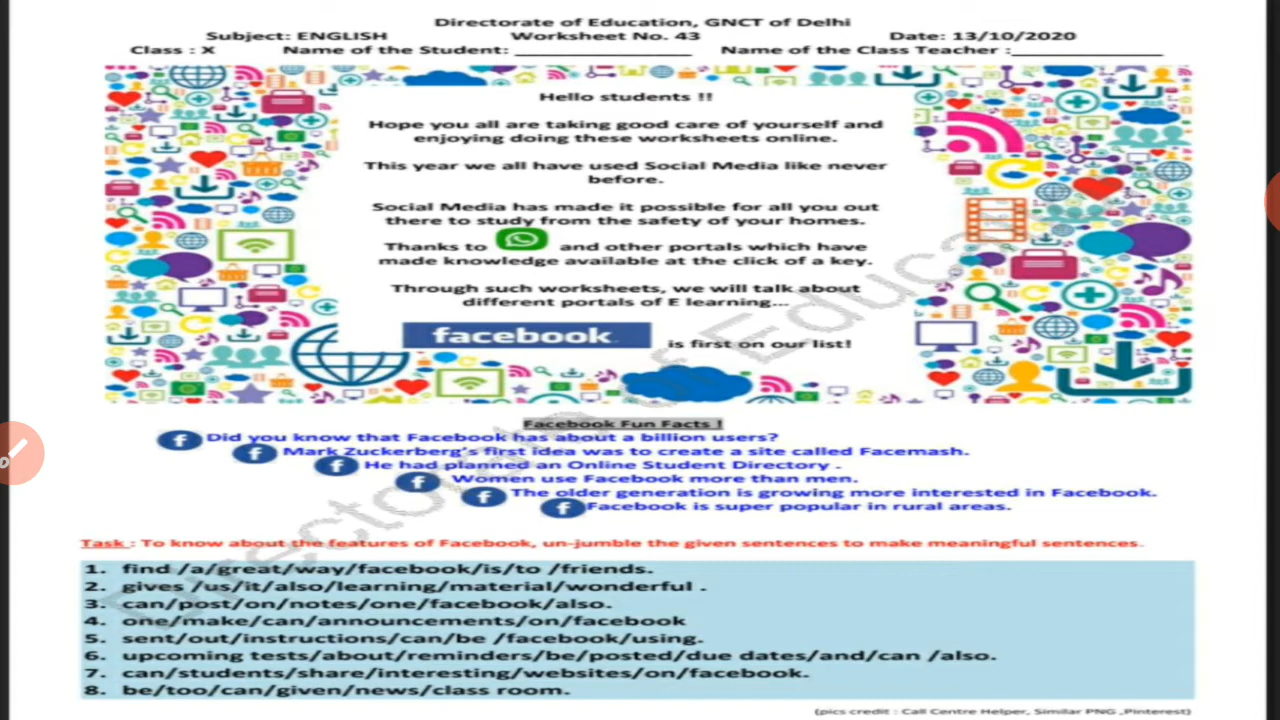 Directorate of Education, GNCT of Delhi
Subject: ENGLISH Worksheet No. 43 Date: 13/10/2020
Class : X Name of the Student: ________________ Name of the Class Teacher :______________
Hello students !!
Hope you all are taking good care of yourself and
enjoying doing these worksheets online.
This year we all have used Social Media like never
before.
Social Media has made it possible for all you out
there to study from the safety of your homes.
Thanks to and other portals which have
made knowledge available at the click of a key.
Through such worksheets, we will talk about
different portals of E learning...
facebook is first on our list!
Facebook Fun Facts !
Did you know that Facebook has about a billion users?
Mark Zuckerberg's first idea was to create a site called Facemash.
He had planned an Online Student Directory .
Women use Facebook more than men.
The older generation is growing more interested in Facebook.
Facebook is super popular in rural areas.
Task : To know about the features of Facebook, un-jumble the given sentences to make meaningful sentences.
1. find /a/great/way/facebook/is/to /friends.
2. gives /us/it/also/learning/material/wonderful .
3. can/post/on/notes/one/facebook/also.
4. one/make/can/announcements/on/facebook
5. sent/out/instructions/can/be /facebook/using.
6. upcoming tests/about/reminders/be/posted/due dates/and/can /also.
7. can/students/share/interesting/websites/on/facebook.
8. be/too/can/given/news/class room.
(pics credit : Call Centre Helper, Similar PNG ,Pinterest)
Directorate of Educa